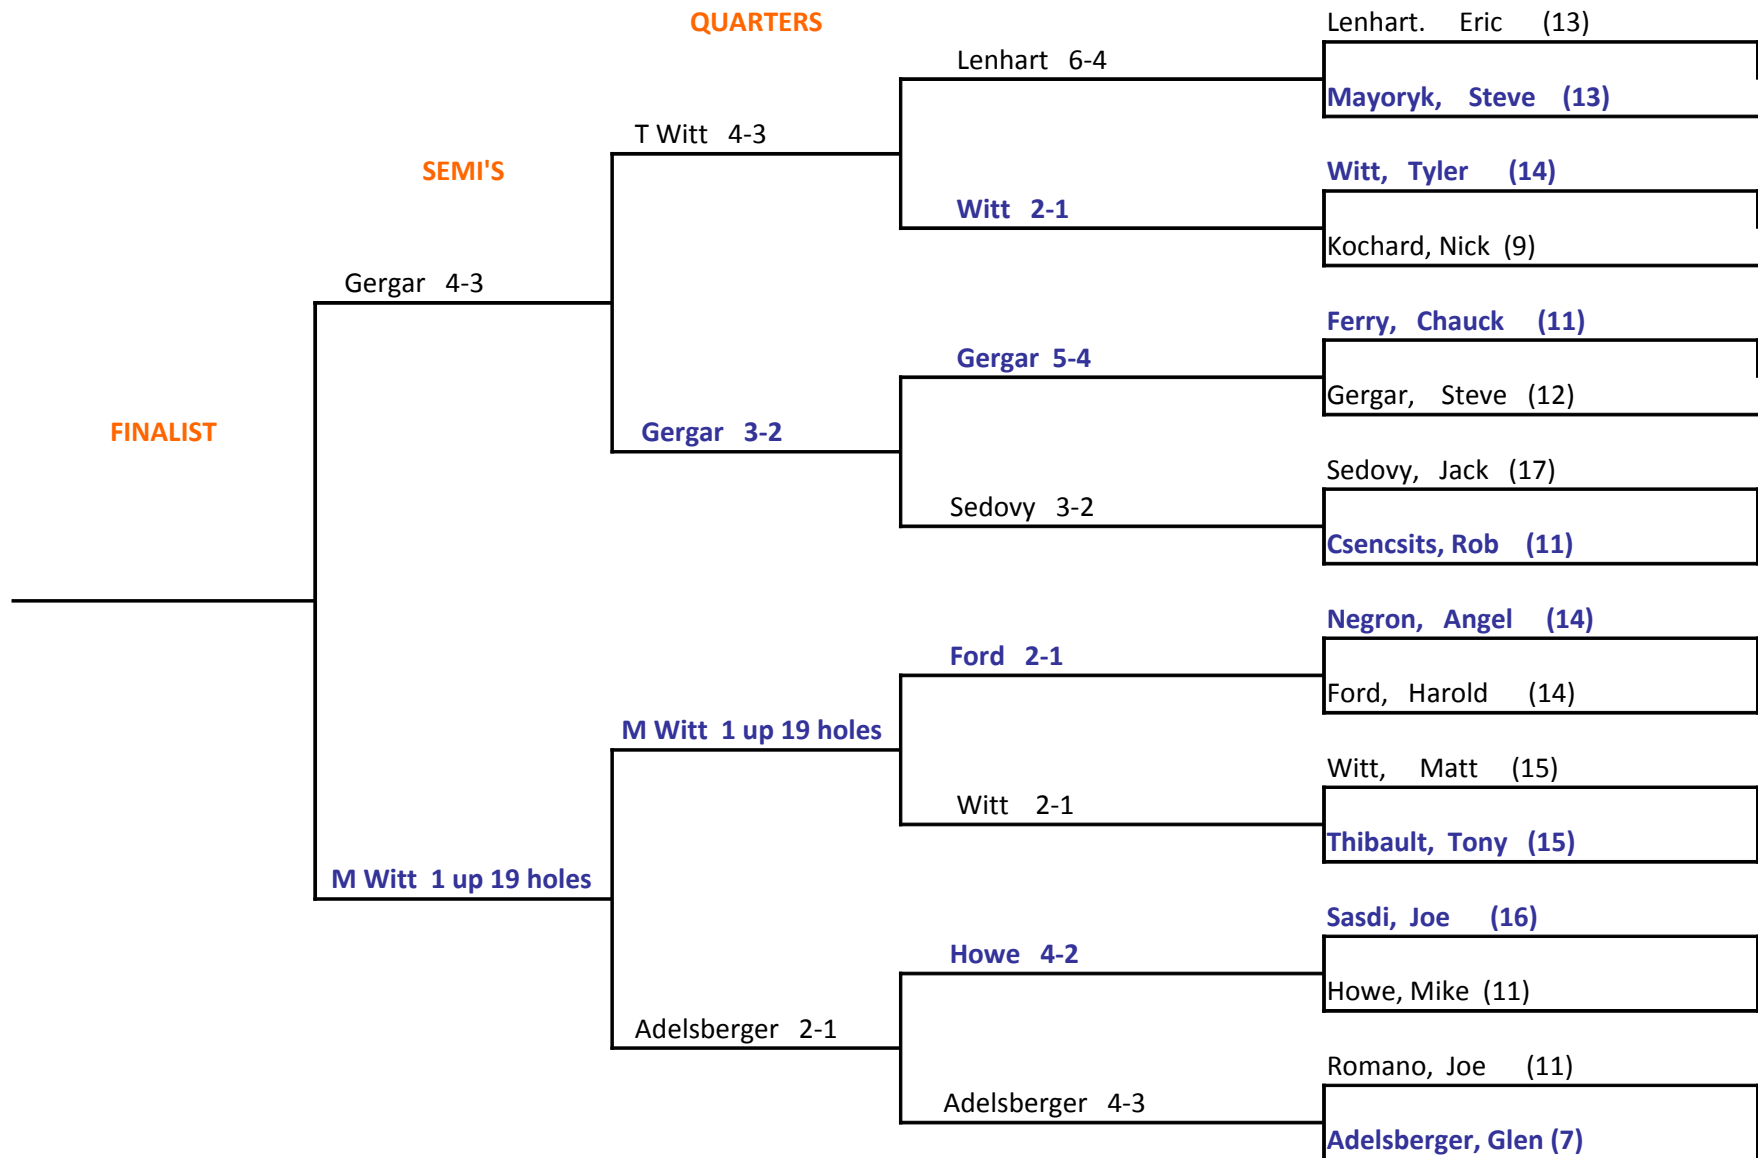 QUARTERS
Lenhart. Eric (13)
Lenhart 6-4
Mayoryk, Steve (13)
T Witt 4-3
SEMI'S
Witt, Tyler (14)
Witt 2-1
Kochard, Nick (9)
Gergar 4-3
Ferry, Chauck (11)
Gergar 5-4
Gergar, Steve (12)
FINALIST
Gergar 3-2
Sedovy, Jack (17)
Sedovy 3-2
Csencsits, Rob (11)
Negron, Angel (14)
Ford 2-1
Ford, Harold (14)
M Witt 1 up 19 holes
Witt, Matt (15)
Witt 2-1
Thibault, Tony (15)
M Witt 1 up 19 holes
Sasdi, Joe (16)
Howe 4-2
Howe, Mike (11)
Adelsberger 2-1
Romano, Joe (11)
Adelsberger 4-3
Adelsberger, Glen (7)